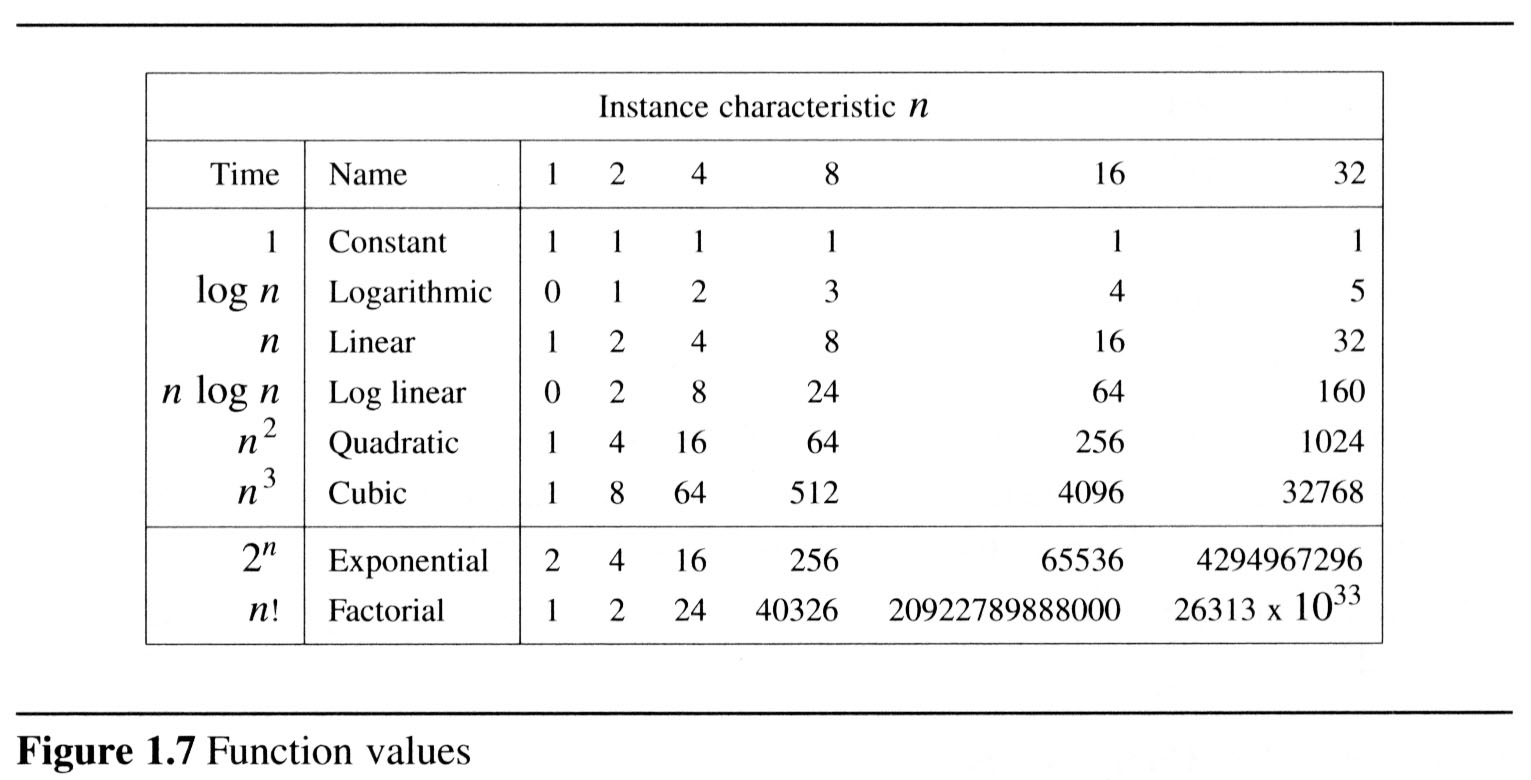 Instance characteristic n
Time Name 1 2 4 8 16 32
1 Constant 1 1 1 1 1 1
log n Logarithmic 0 1 2 3 4 5
n Linear 1 2 4 8 16 32
n log n Log linear 0 2 8 24 64 160
n² Quadratic 1 4 16 64 256 1024
n³ Cubic 1 8 64 512 4096 32768
2ⁿ Exponential 2 4 16 256 65536 4294967296
n! Factorial 1 2 24 40326 20922789888000 26313 x 10³³
Figure 1.7 Function values